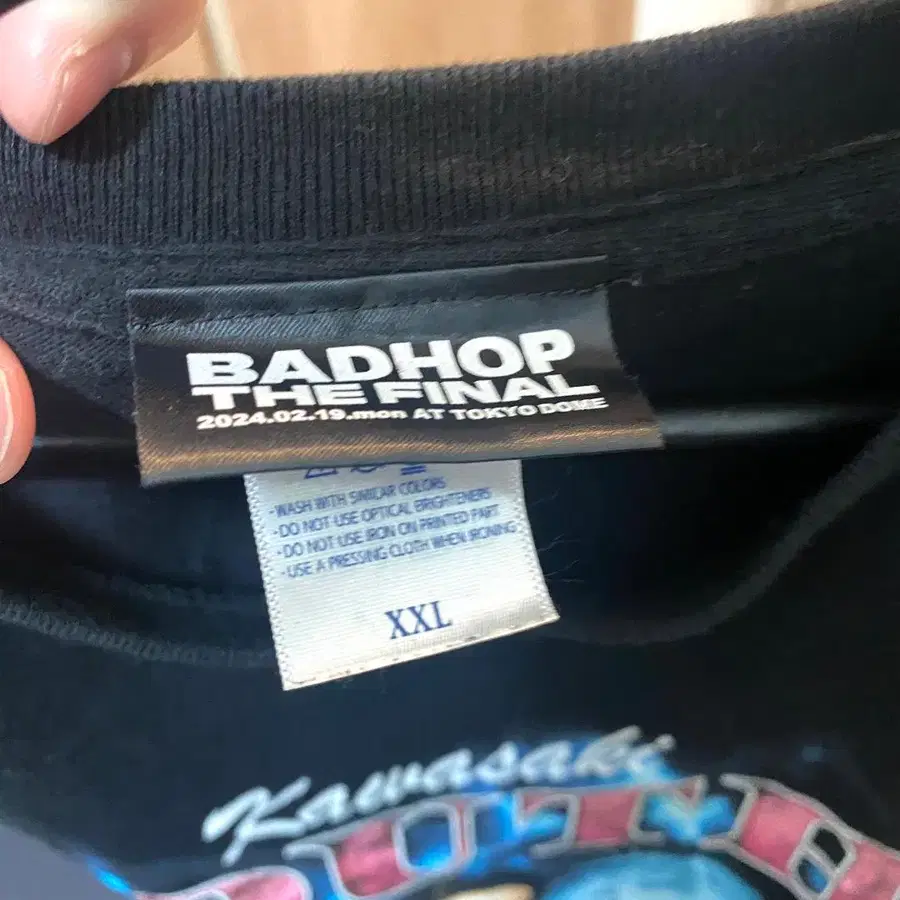 BADHOP
THE FINAL
2024.02.19.mon AT TOKYO DOME
·WASH WITH SIMILAR COLORS
·DO NOT USE OPTICAL BRIGHTENERS
·DO NOT USE IRON ON PRINTED PART
·USE A PRESSING CLOTH WHEN IRONING
XXL
Kawasaki